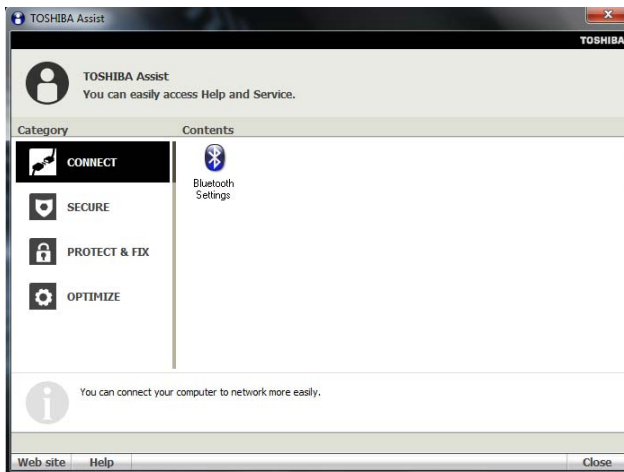 TOSHIBA Assist
TOSHIBA
TOSHIBA Assist
You can easily access Help and Service.
Category
Contents
CONNECT
Bluetooth
Settings
SECURE
PROTECT & FIX
OPTIMIZE
You can connect your computer to network more easily.
Web site
Help
Close